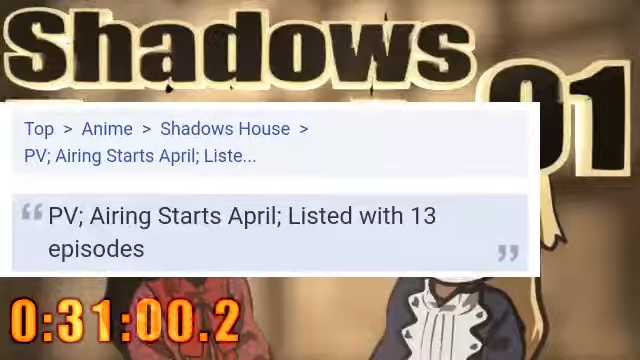 Shadows
01
Top > Anime > Shadows House >
PV; Airing Starts April; Liste...
PV; Airing Starts April; Listed with 13
episodes
0:31:00.2